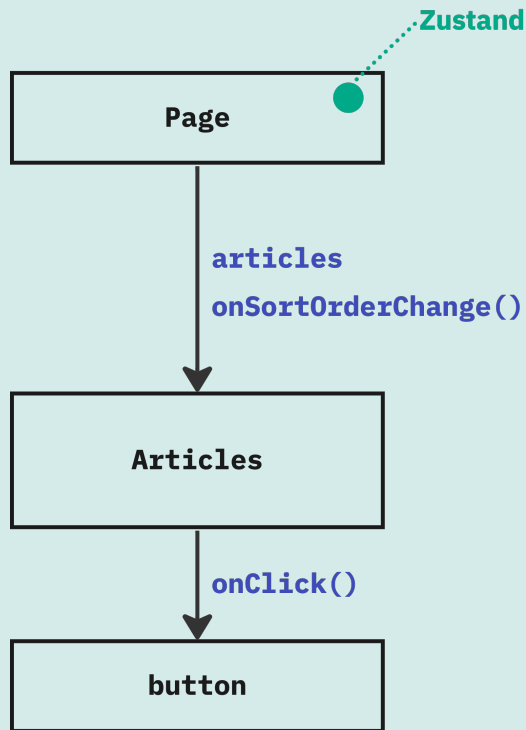 Zustand
Page
articles
onSortOrderChange()
Articles
onClick()
button